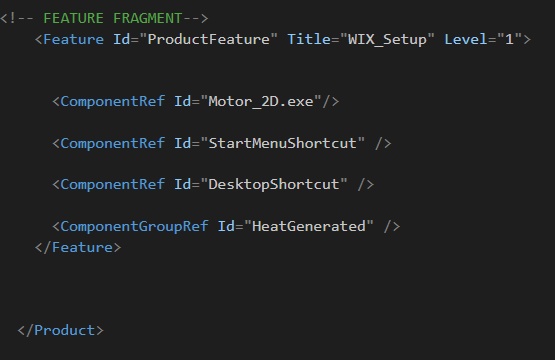 <!-- FEATURE FRAGMENT-->
<Feature Id="ProductFeature" Title="WIX_Setup" Level="1">
<ComponentRef Id="Motor_2D.exe"/>
<ComponentRef Id="StartMenuShortcut" />
<ComponentRef Id="DesktopShortcut" />
<ComponentGroupRef Id="HeatGenerated" />
</Feature>
</Product>